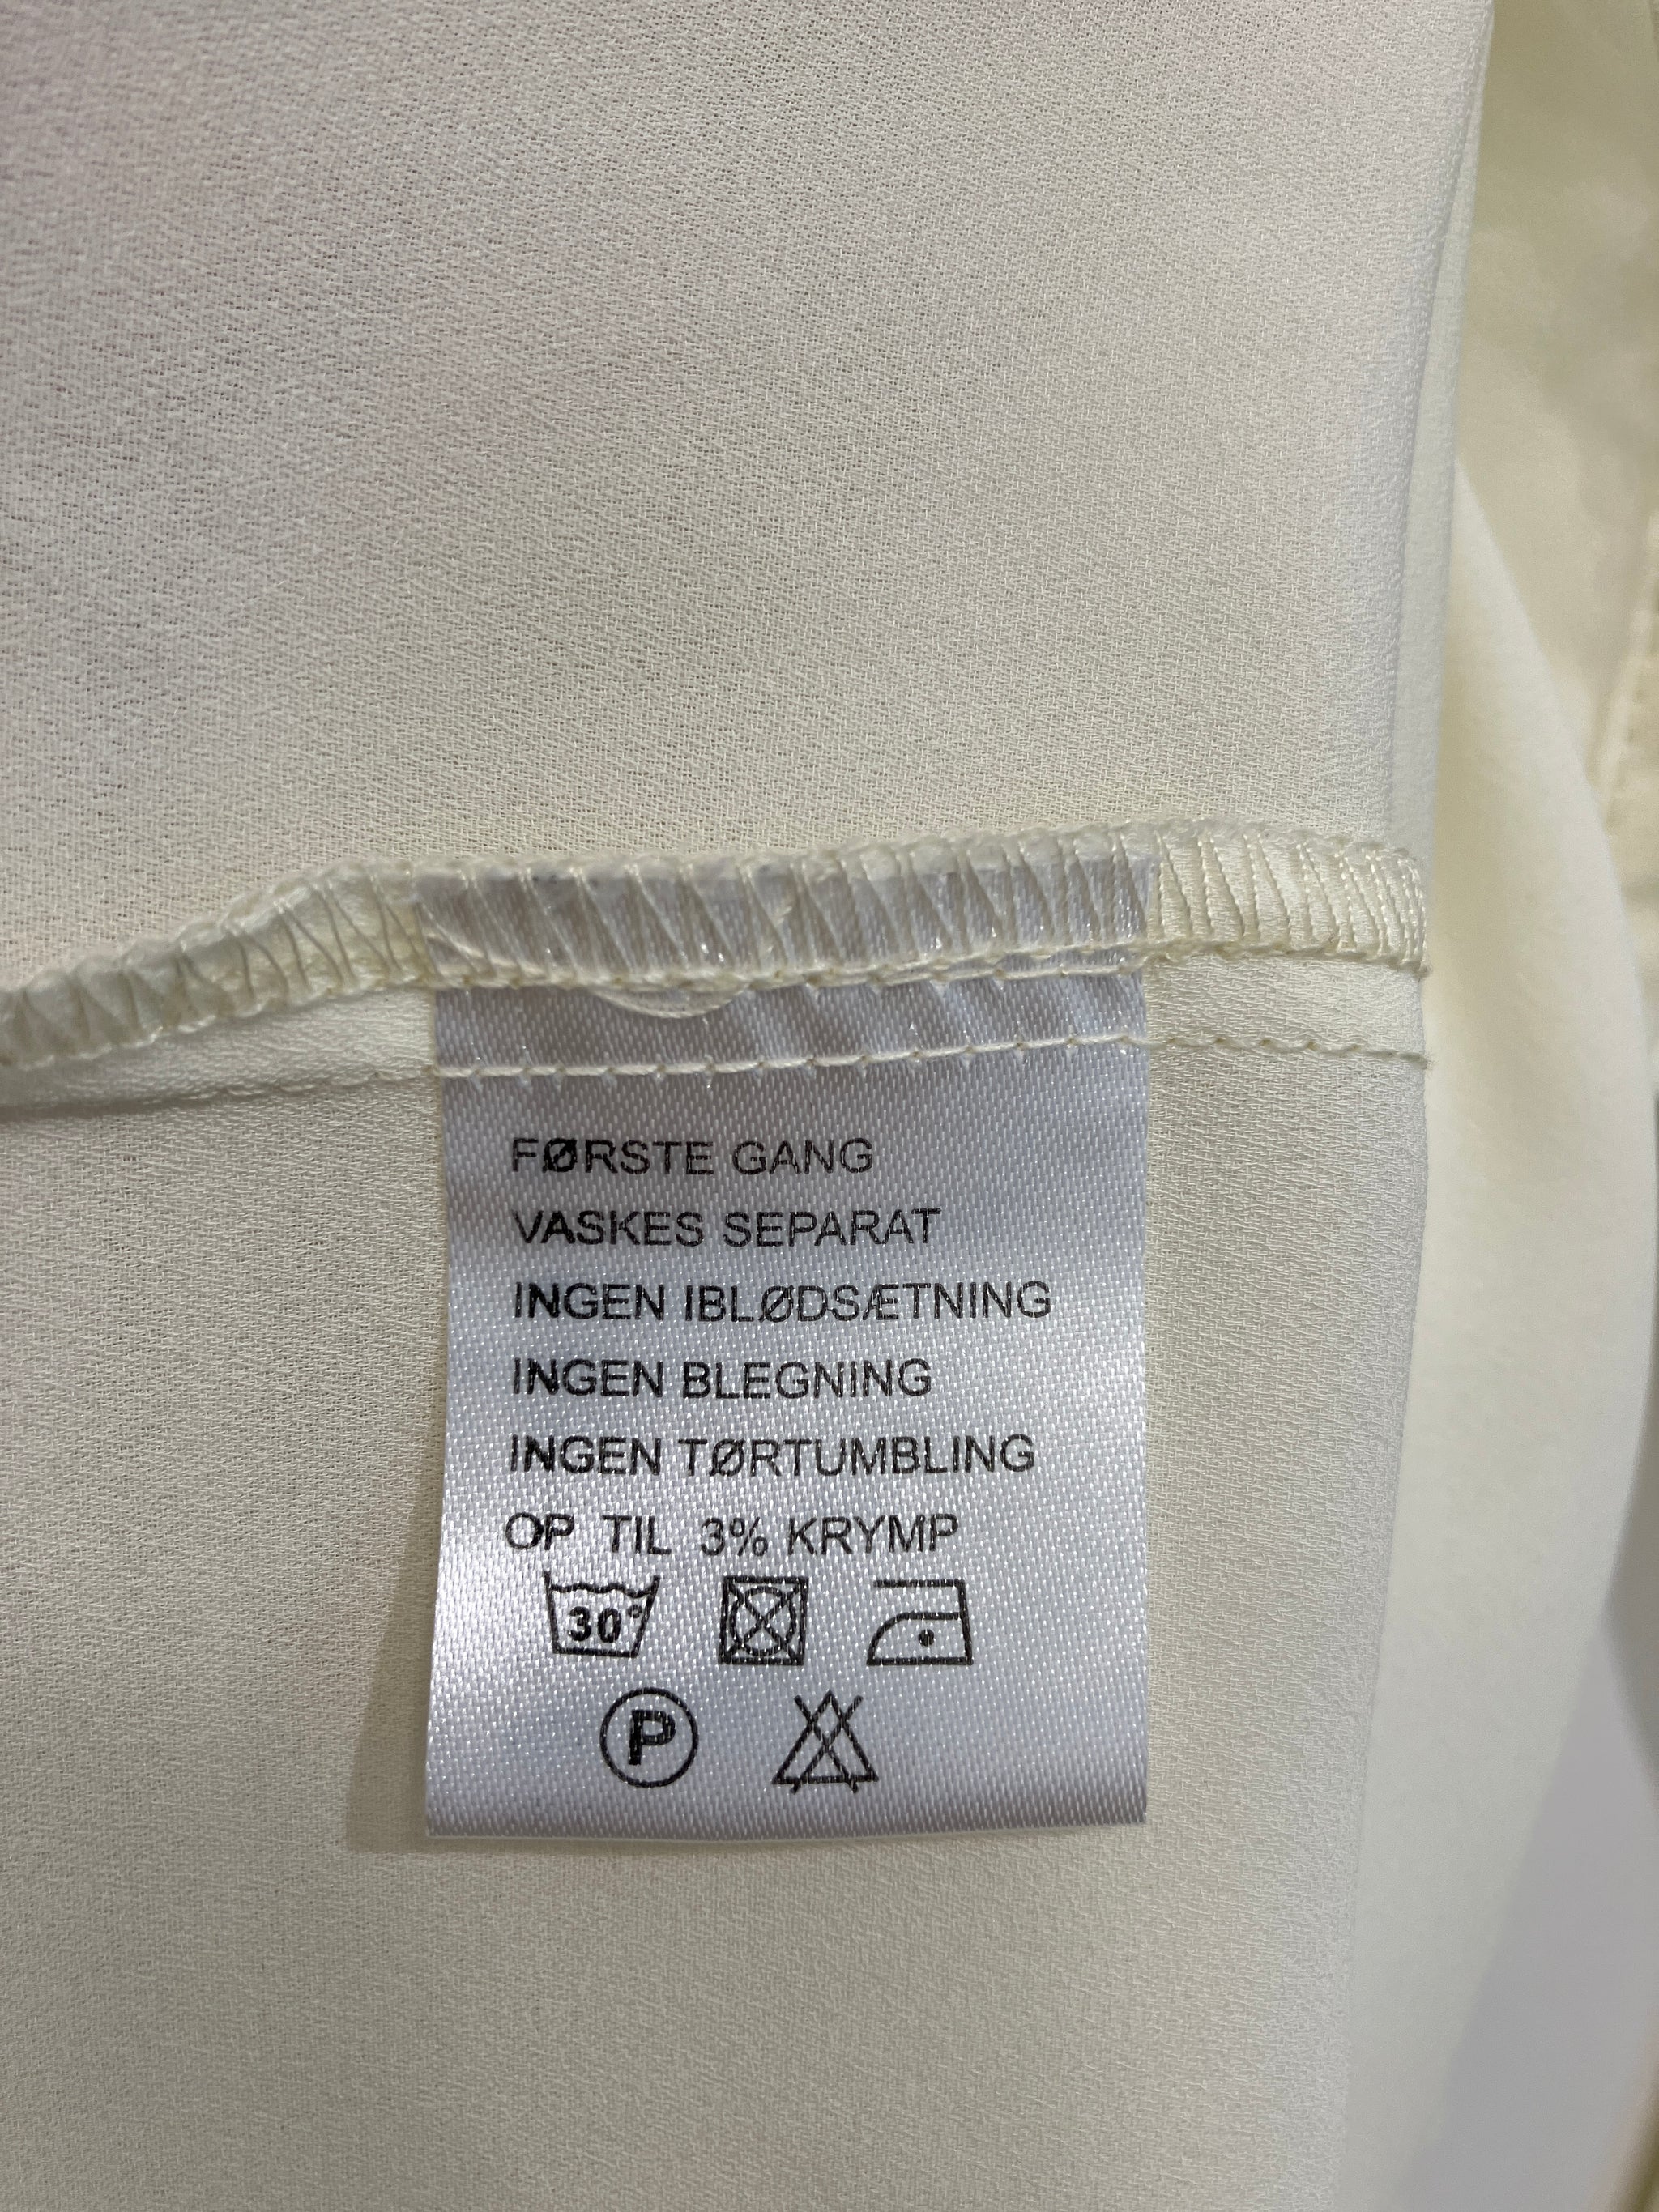 FØRSTE GANG
VASKES SEPARAT
INGEN IBLØDSÆTNING
INGEN BLEGNING
INGEN TØRTUMBLING
OP TIL 3% KRYMP
30°
P